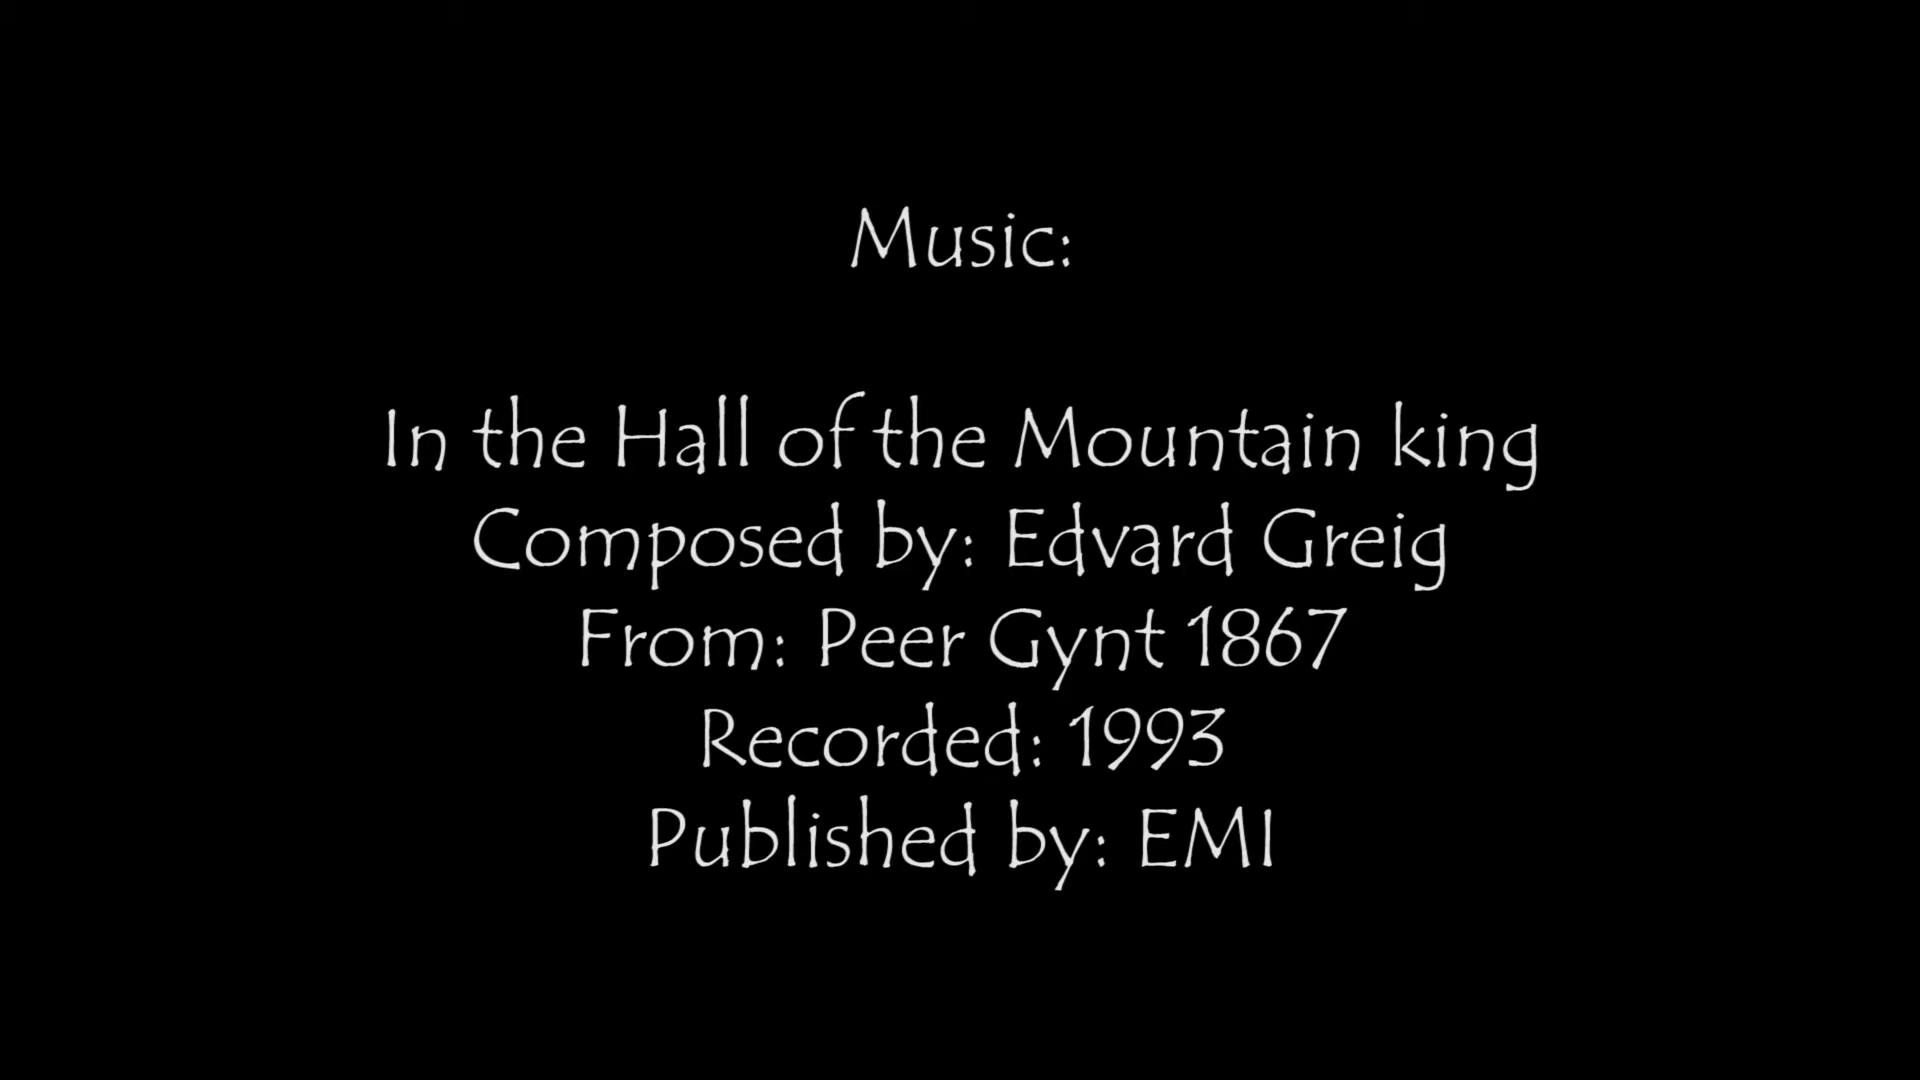 Music:
In the Hall of the Mountain king
Composed by: Edvard Greig
From: Peer Gynt 1867
Recorded: 1993
Published by: EMI